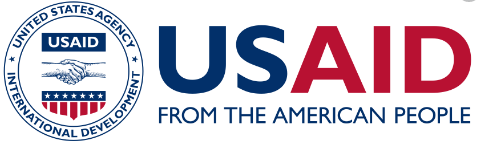 UNITED STATES AGENCY
USAID
INTERNATIONAL DEVELOPMENT
USAID
FROM THE AMERICAN PEOPLE